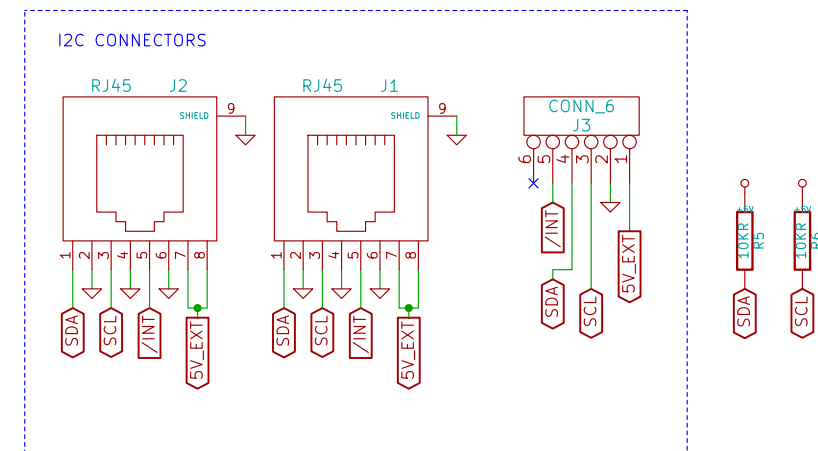 I2C CONNECTORS
RJ45 J2
SHIELD 9
1 2 3 4 5 6 7 8
SDA SCL /INT 5V_EXT
RJ45 J1
SHIELD 9
1 2 3 4 5 6 7 8
SDA SCL /INT 5V_EXT
CONN_6
J3
6 5 4 3 2 1
/INT SDA SCL 5V_EXT
+5V
10KR R5
SDA
+5V
10KR R6
SCL